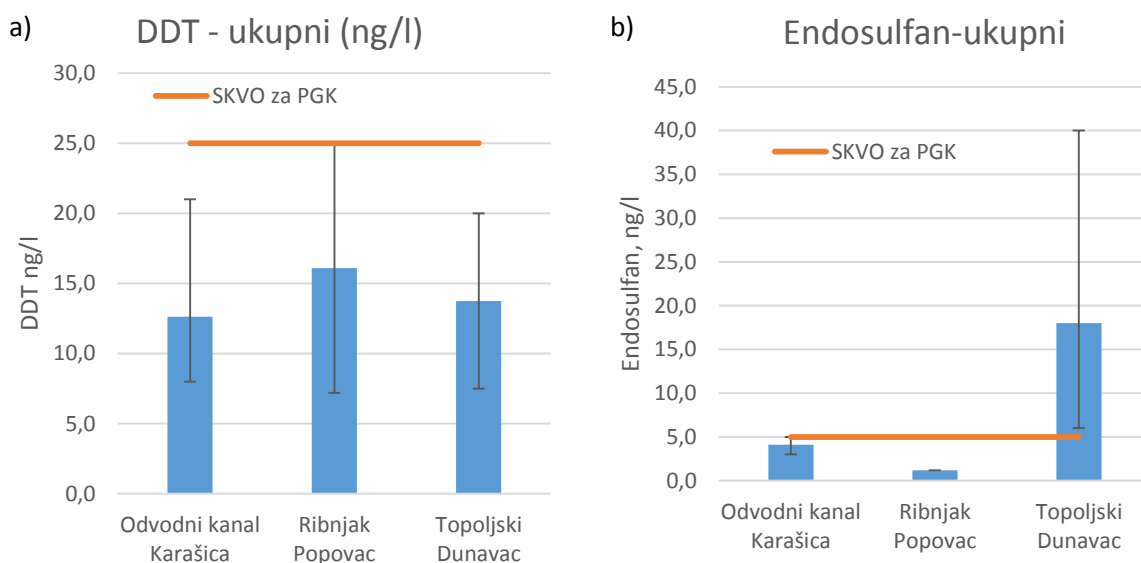 a)
DDT - ukupni (ng/l)
30,0
25,0
20,0
15,0
10,0
5,0
0,0
DDT ng/l
SKVO za PGK
Odvodni kanal
Karašica
Ribnjak
Popovac
Topoljski
Dunavac
b)
Endosulfan-ukupni
45,0
40,0
35,0
30,0
25,0
20,0
15,0
10,0
5,0
0,0
Endosulfan, ng/l
SKVO za PGK
Odvodni kanal
Karašica
Ribnjak
Popovac
Topoljski
Dunavac